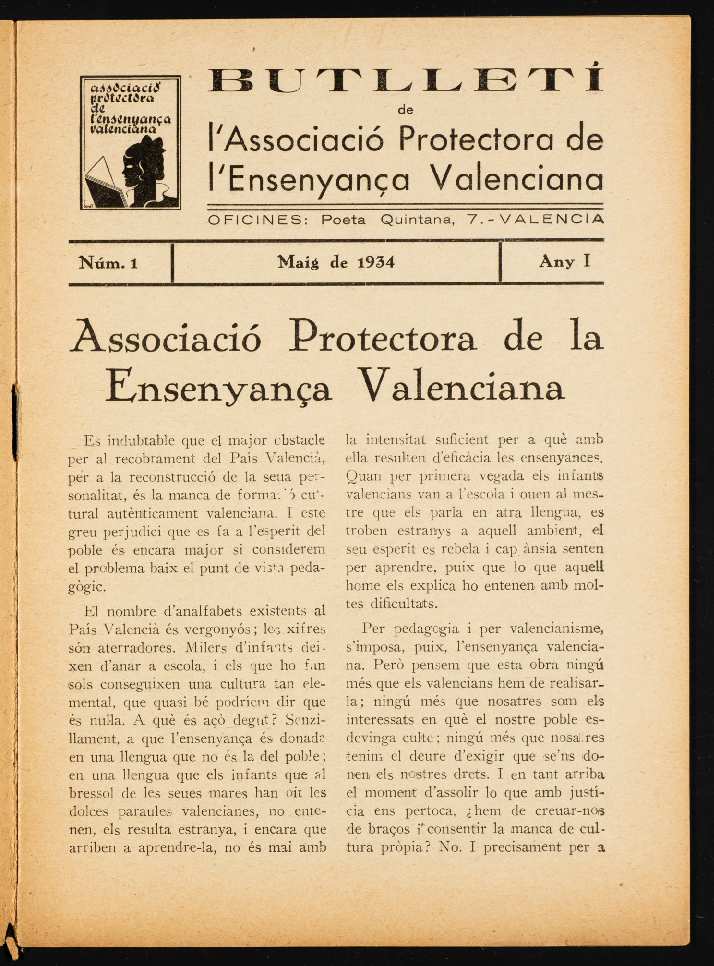 associació
protectora
de
l'ensenyança
valenciana
BUTLLETÍ
de
l'Associació Protectora de
l'Ensenyança Valenciana
OFICINES: Poeta Quintana, 7.-VALENCIA
Núm. 1
Maig de 1934
Any I
Associació Protectora de la
Ensenyança Valenciana
Es indubtable que el major obstacle
per al recobrament del País Valencià,
per a la reconstrucció de la seua per-
sonalitat, és la manca de formació cul-
tural autènticament valenciana. I este
greu perjudici que es fa a l'esperit del
poble és encara major si considerem
el problema baix el punt de vista peda-
gògic.
El nombre d'analfabets existents al
País Valencià és vergonyós; les xifres
són aterradores. Milers d'infants dei-
xen d'anar a escola, i els que ho fan
sols conseguixen una cultura tan ele-
mental, que quasi bé podríem dir que
és nulla. A què és açò degut? Senzi-
llament, a que l'ensenyança és donada
en una llengua que no és la del poble;
en una llengua que els infants que al
bressol de les seues mares han oït les
dolces paraules valencianes, no ente-
nen, els resulta estranya, i encara que
arriben a aprendre-la, no és mai amb
la intensitat suficient per a què amb
ella resulten d'eficàcia les ensenyances.
Quan per primera vegada els infants
valencians van a l'escola i ouen al mes-
tre que els parla en atra llengua, es
troben estranys a aquell ambient, el
seu esperit es rebela i cap ànsia senten
per aprendre, puix que lo que aquell
home els explica ho entenen amb mol-
tes dificultats.
Per pedagogia i per valencianisme,
s'imposa, puix, l'ensenyança valencia-
na. Però pensem que esta obra ningú
més que els valencians hem de realisar-
la; ningú més que nosatres som els
interessats en què el nostre poble es-
devinga culte; ningú més que nosatres
tenim el deure d'exigir que se'ns do-
nen els nostres drets. I en tant arriba
el moment d'assolir lo que amb justí-
cia ens pertoca, ¿hem de creuar-nos
de braços i consentir la manca de cul-
tura pròpia? No. I precisament per a